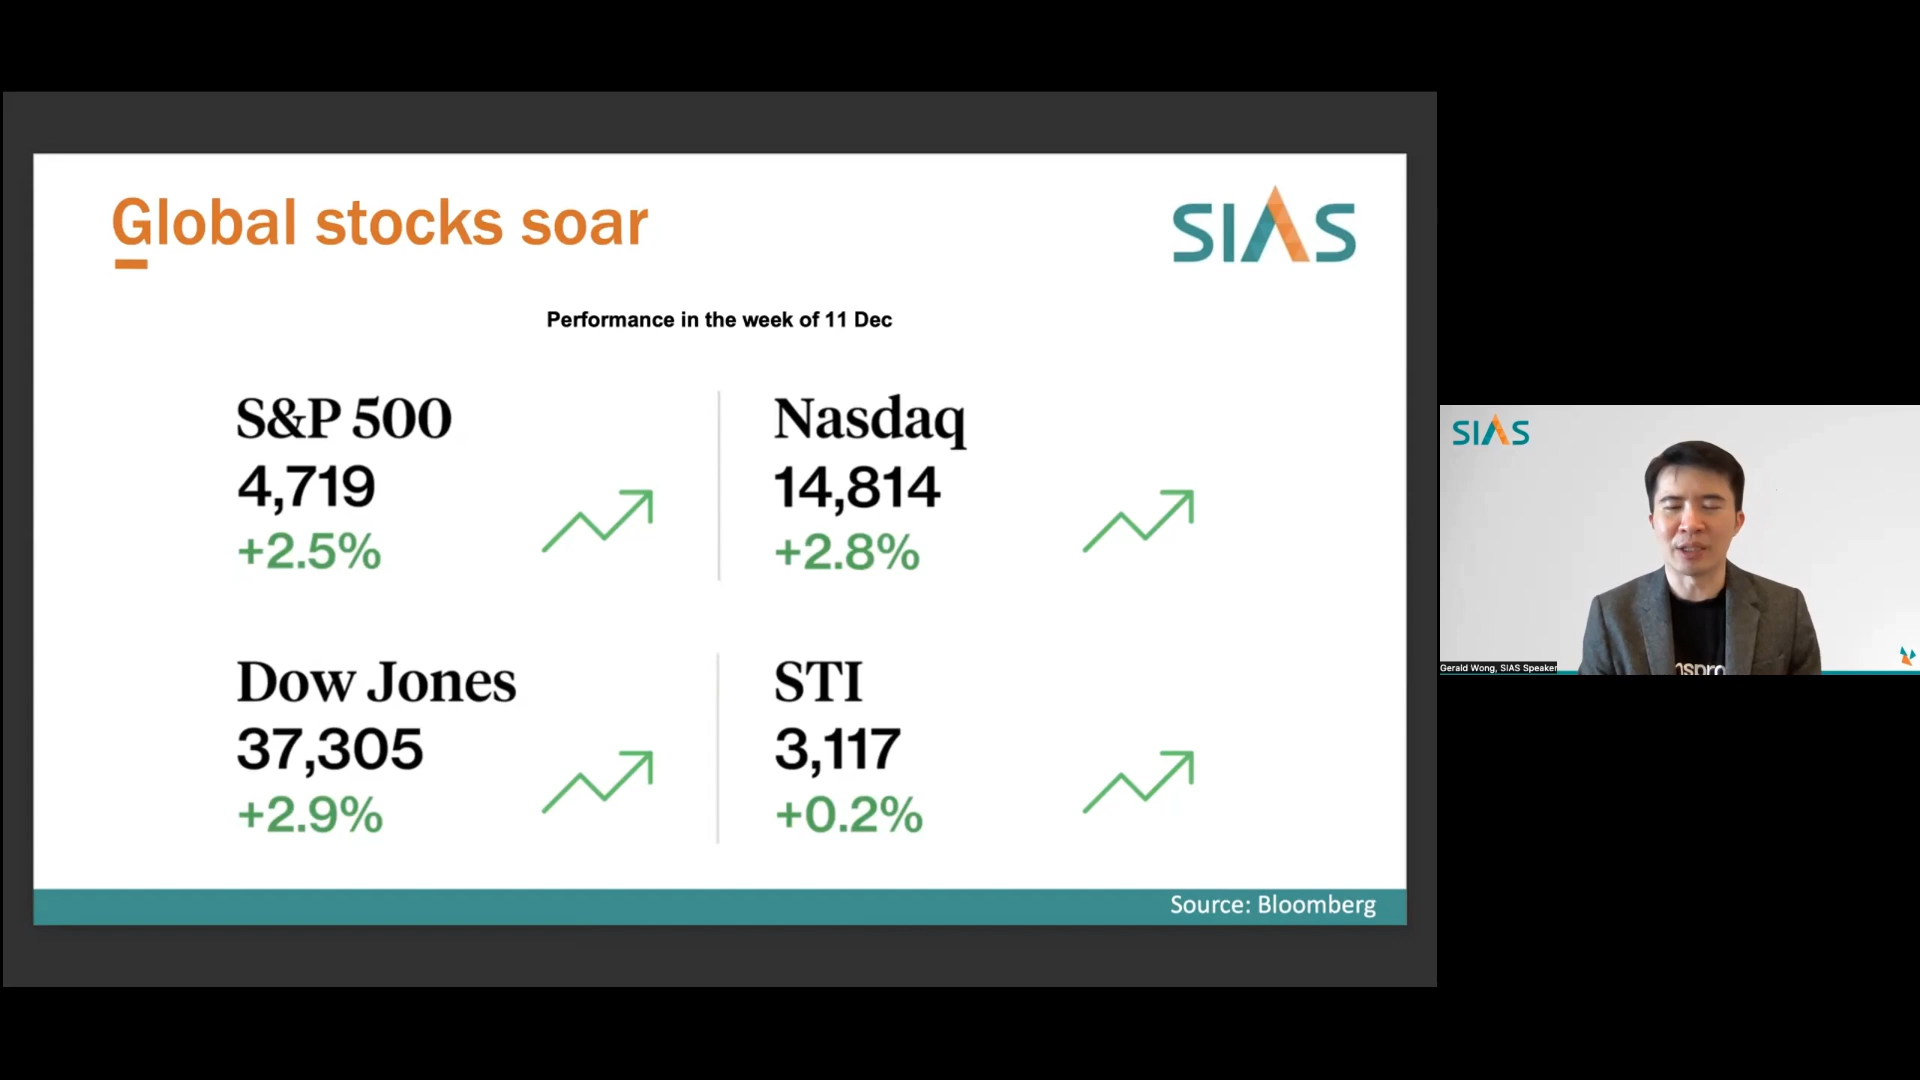 Global stocks soar
SIAS
Performance in the week of 11 Dec
S&P 500
4,719
+2.5%
Nasdaq
14,814
+2.8%
Dow Jones
37,305
+2.9%
STI
3,117
+0.2%
Source: Bloomberg
SIAS
Gerald Wong, SIAS Speaker